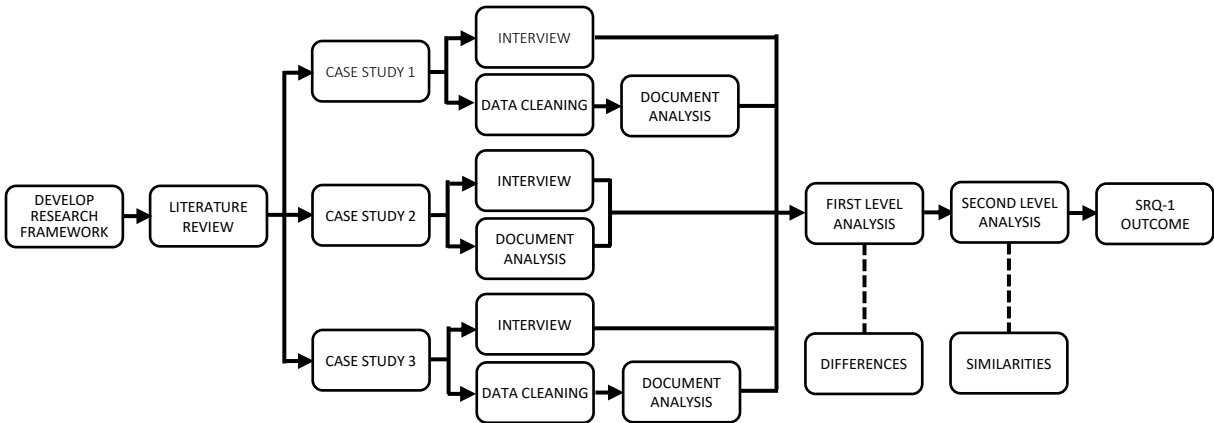 DEVELOP
RESEARCH
FRAMEWORK
LITERATURE
REVIEW
CASE STUDY 1
INTERVIEW
DATA CLEANING
DOCUMENT
ANALYSIS
CASE STUDY 2
INTERVIEW
DOCUMENT
ANALYSIS
CASE STUDY 3
INTERVIEW
DATA CLEANING
DOCUMENT
ANALYSIS
FIRST LEVEL
ANALYSIS
DIFFERENCES
SECOND LEVEL
ANALYSIS
SIMILARITIES
SRQ-1
OUTCOME